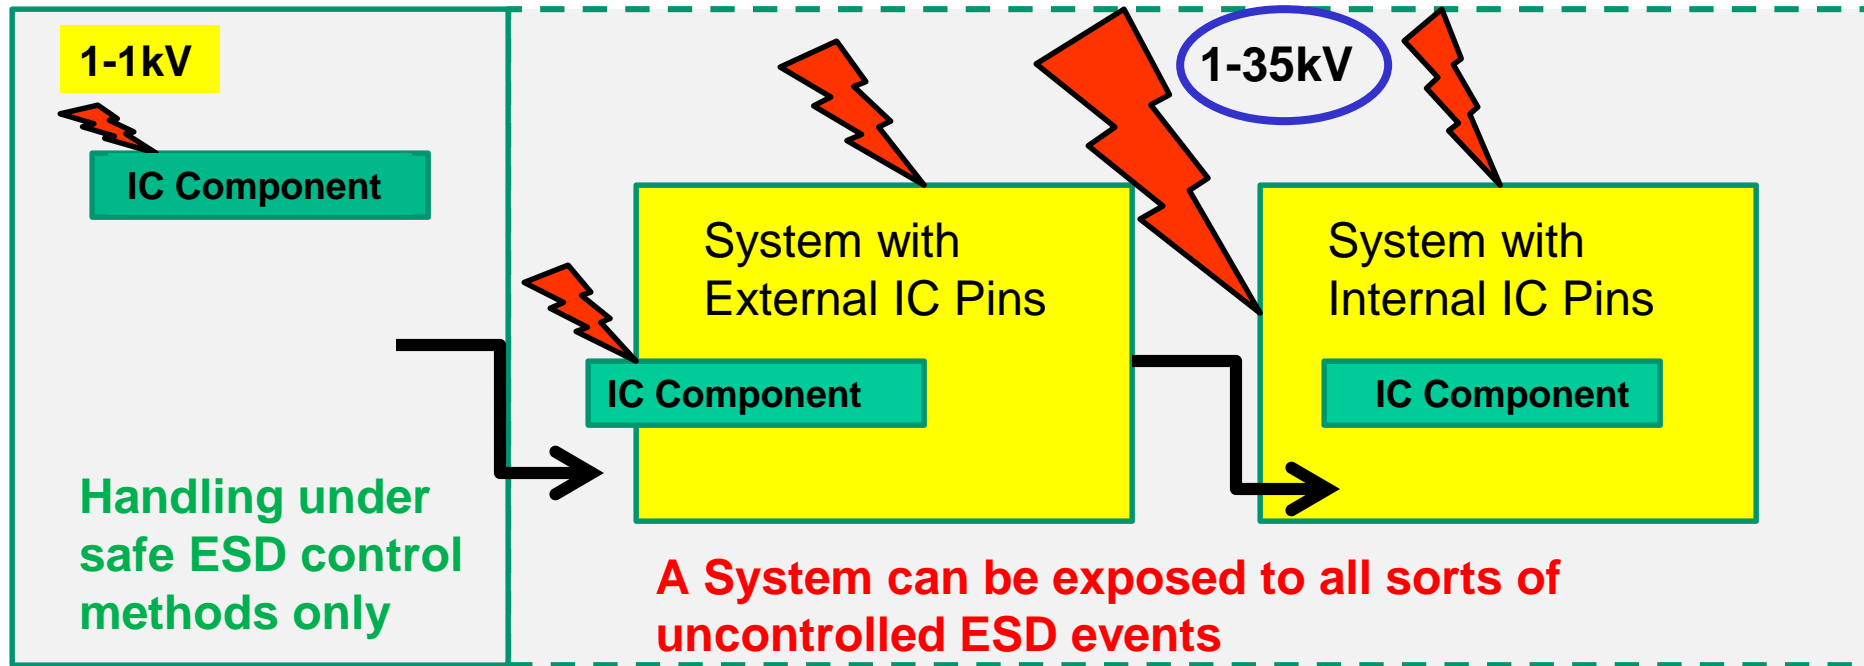 1-1kV
IC Component
Handling under
safe ESD control
methods only
1-35kV
System with
External IC Pins
IC Component
System with
Internal IC Pins
IC Component
A System can be exposed to all sorts of
uncontrolled ESD events